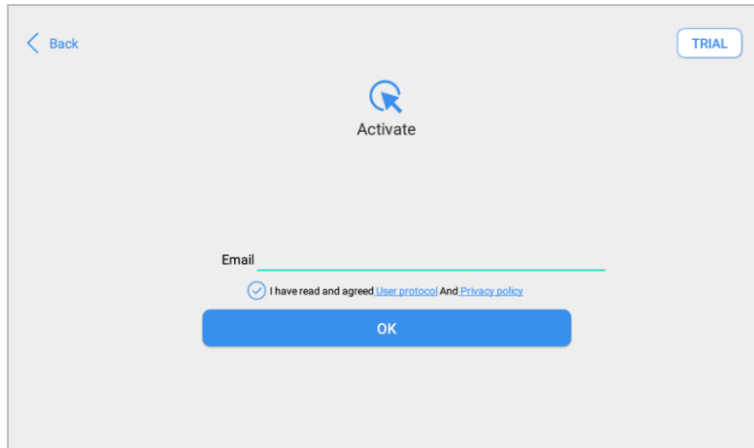 Back
TRIAL
Activate
Email
I have read and agreed User protocol And Privacy policy
OK